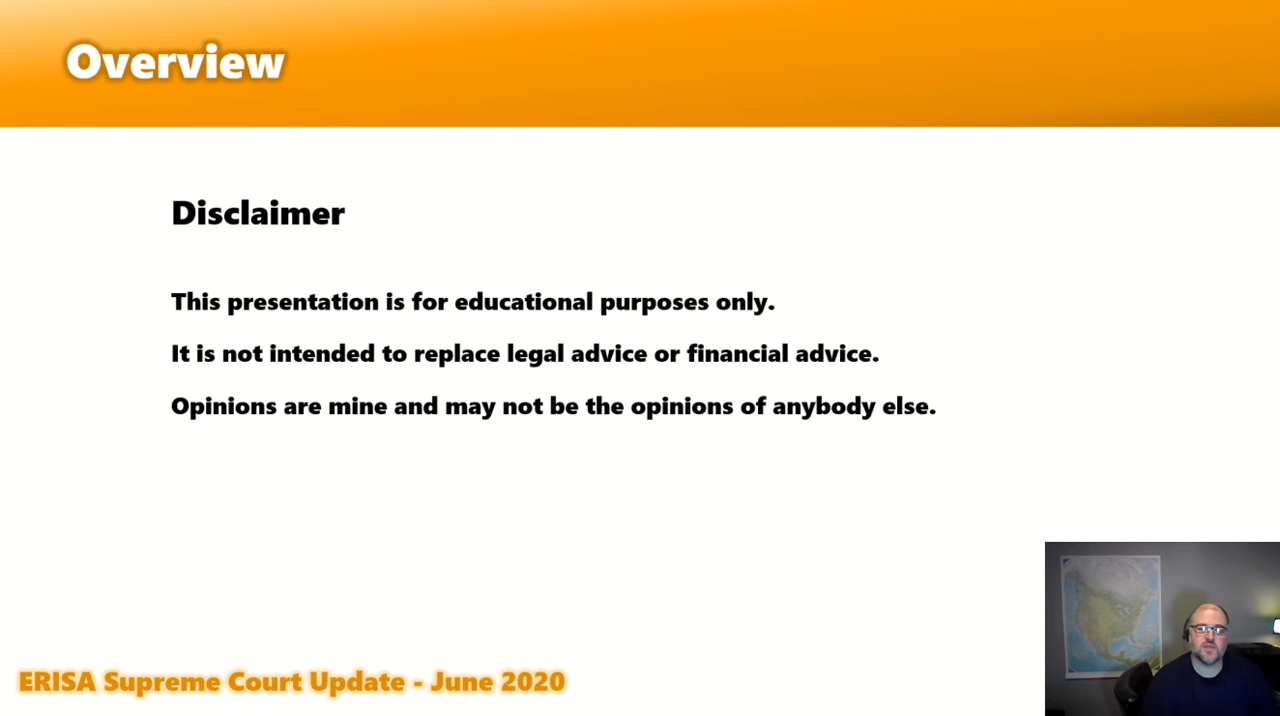 Overview
Disclaimer
This presentation is for educational purposes only.
It is not intended to replace legal advice or financial advice.
Opinions are mine and may not be the opinions of anybody else.
ERISA Supreme Court Update - June 2020